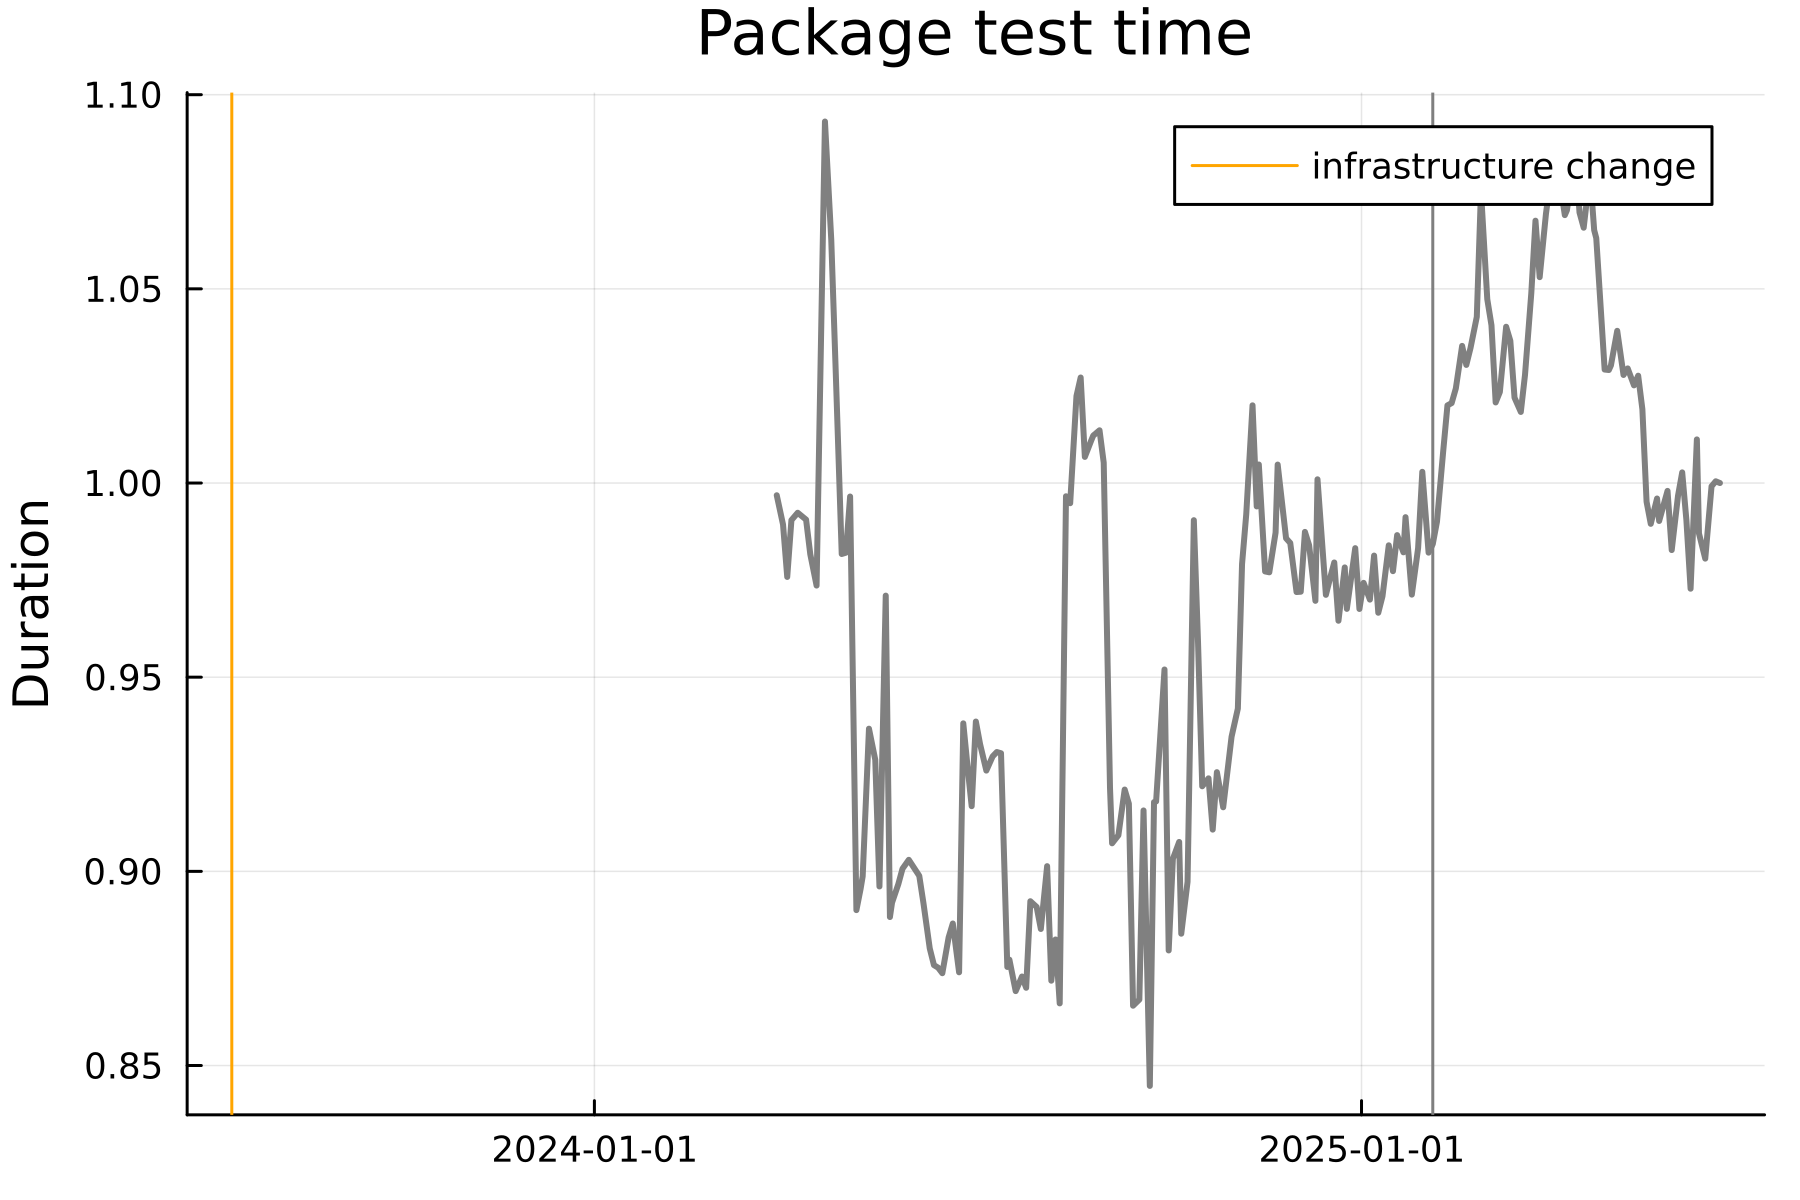 Package test time
1.10
infrastructure change
1.05
1.00
0.95
0.90
0.85
Duration
2024-01-01
2025-01-01